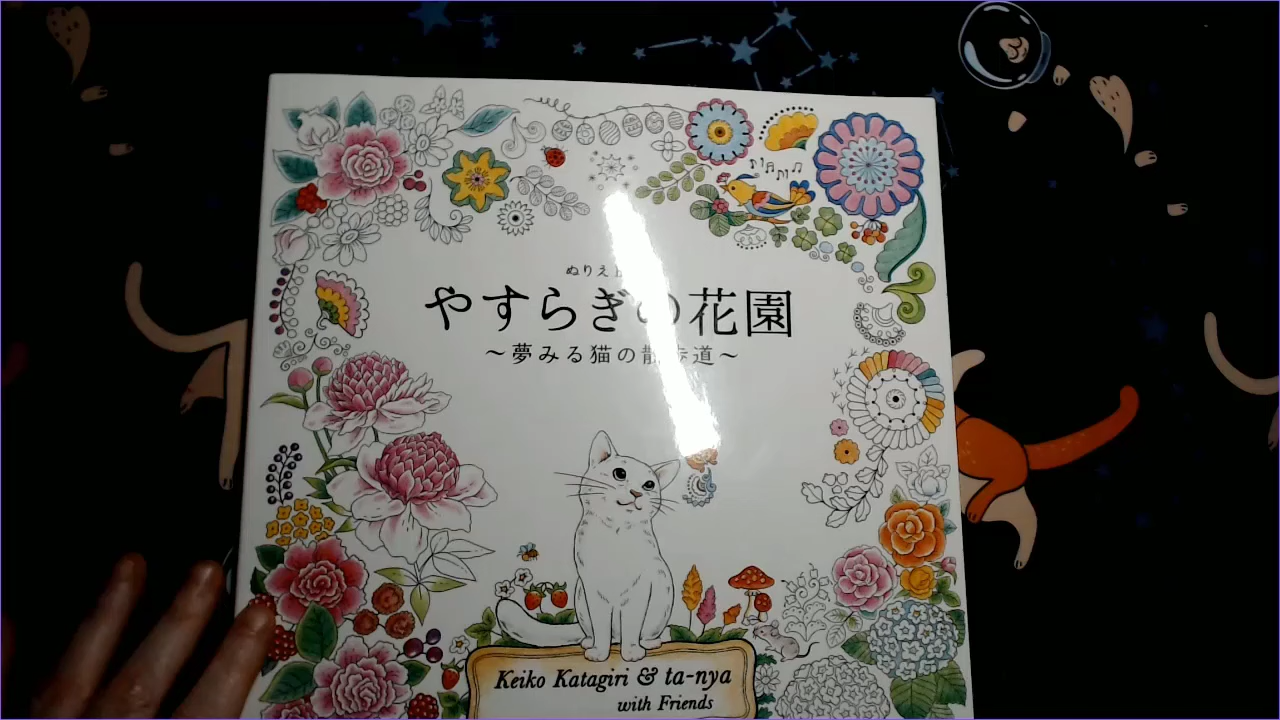 ぬりえ
やすらぎの花園
〜夢みる猫の散歩道〜
Keiko Katagiri & ta-nya
with Friends